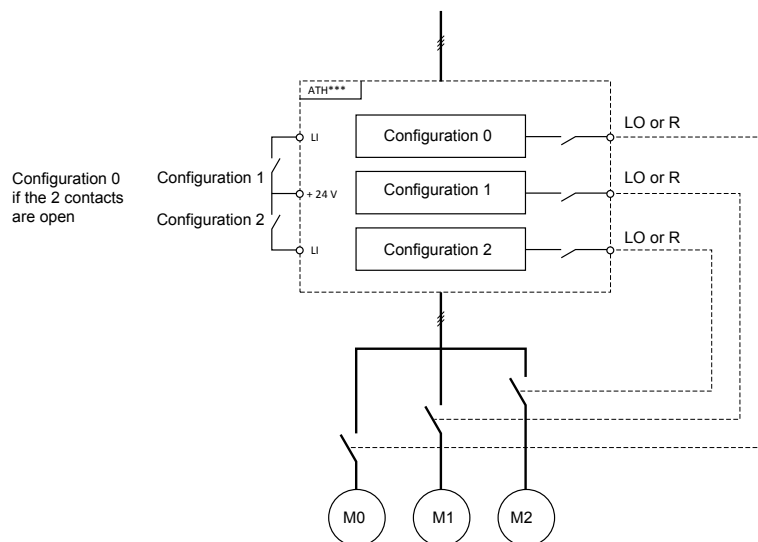 ATH***
LI
Configuration 0
LO or R
Configuration 0
if the 2 contacts
are open
Configuration 1
+ 24 V
Configuration 1
LO or R
Configuration 2
LI
Configuration 2
LO or R
M0
M1
M2